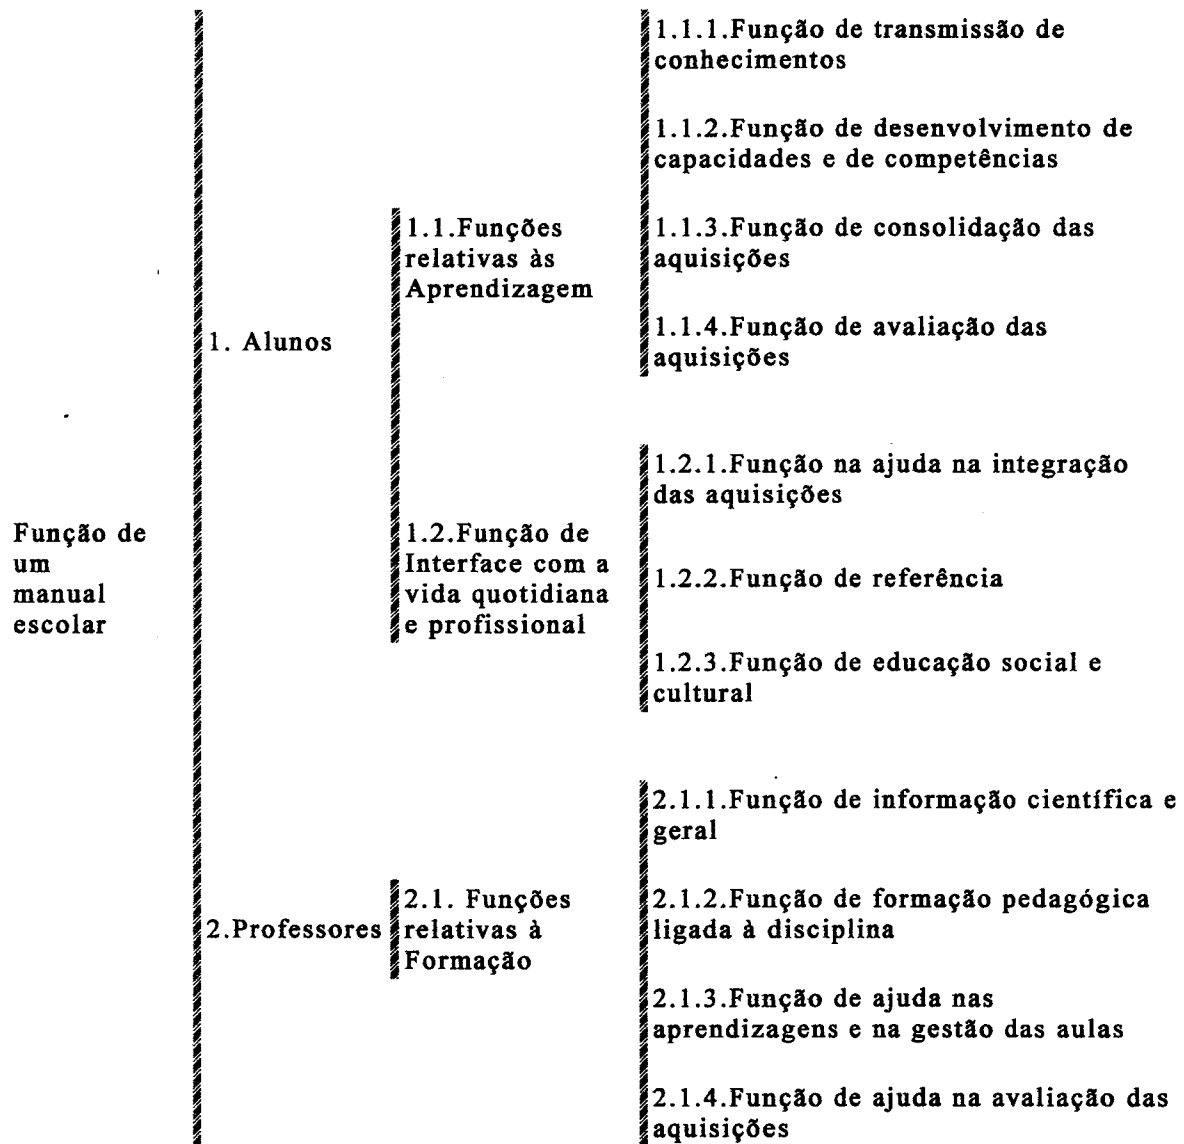 Função de
um
manual
escolar
1. Alunos
1.1.Funções
relativas às
Aprendizagem
1.1.1.Função de transmissão de
conhecimentos
1.1.2.Função de desenvolvimento de
capacidades e de competências
1.1.3.Função de consolidação das
aquisições
1.1.4.Função de avaliação das
aquisições
1.2.Função de
Interface com a
vida quotidiana
e profissional
1.2.1.Função na ajuda na integração
das aquisições
1.2.2.Função de referência
1.2.3.Função de educação social e
cultural
2.Professores
2.1. Funções
relativas à
Formação
2.1.1.Função de informação científica e
geral
2.1.2.Função de formação pedagógica
ligada à disciplina
2.1.3.Função de ajuda nas
aprendizagens e na gestão das aulas
2.1.4.Função de ajuda na avaliação das
aquisições